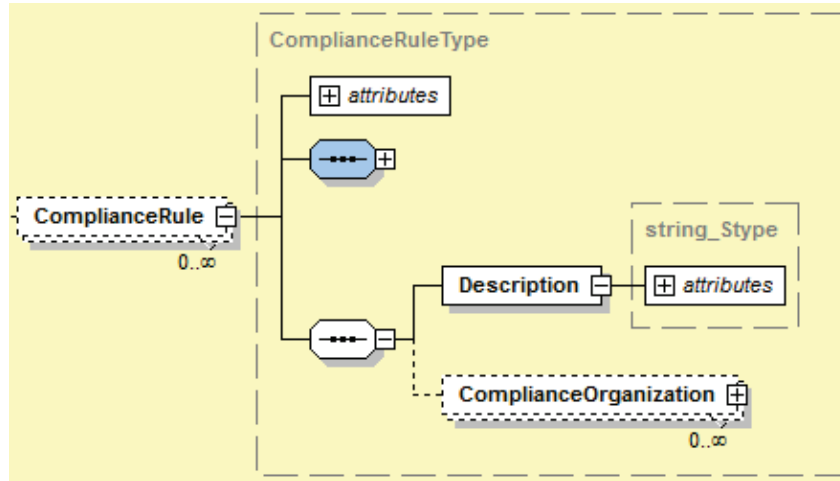 ComplianceRuleType
attributes
ComplianceRule
0..∞
string_Stype
Description
attributes
ComplianceOrganization
0..∞